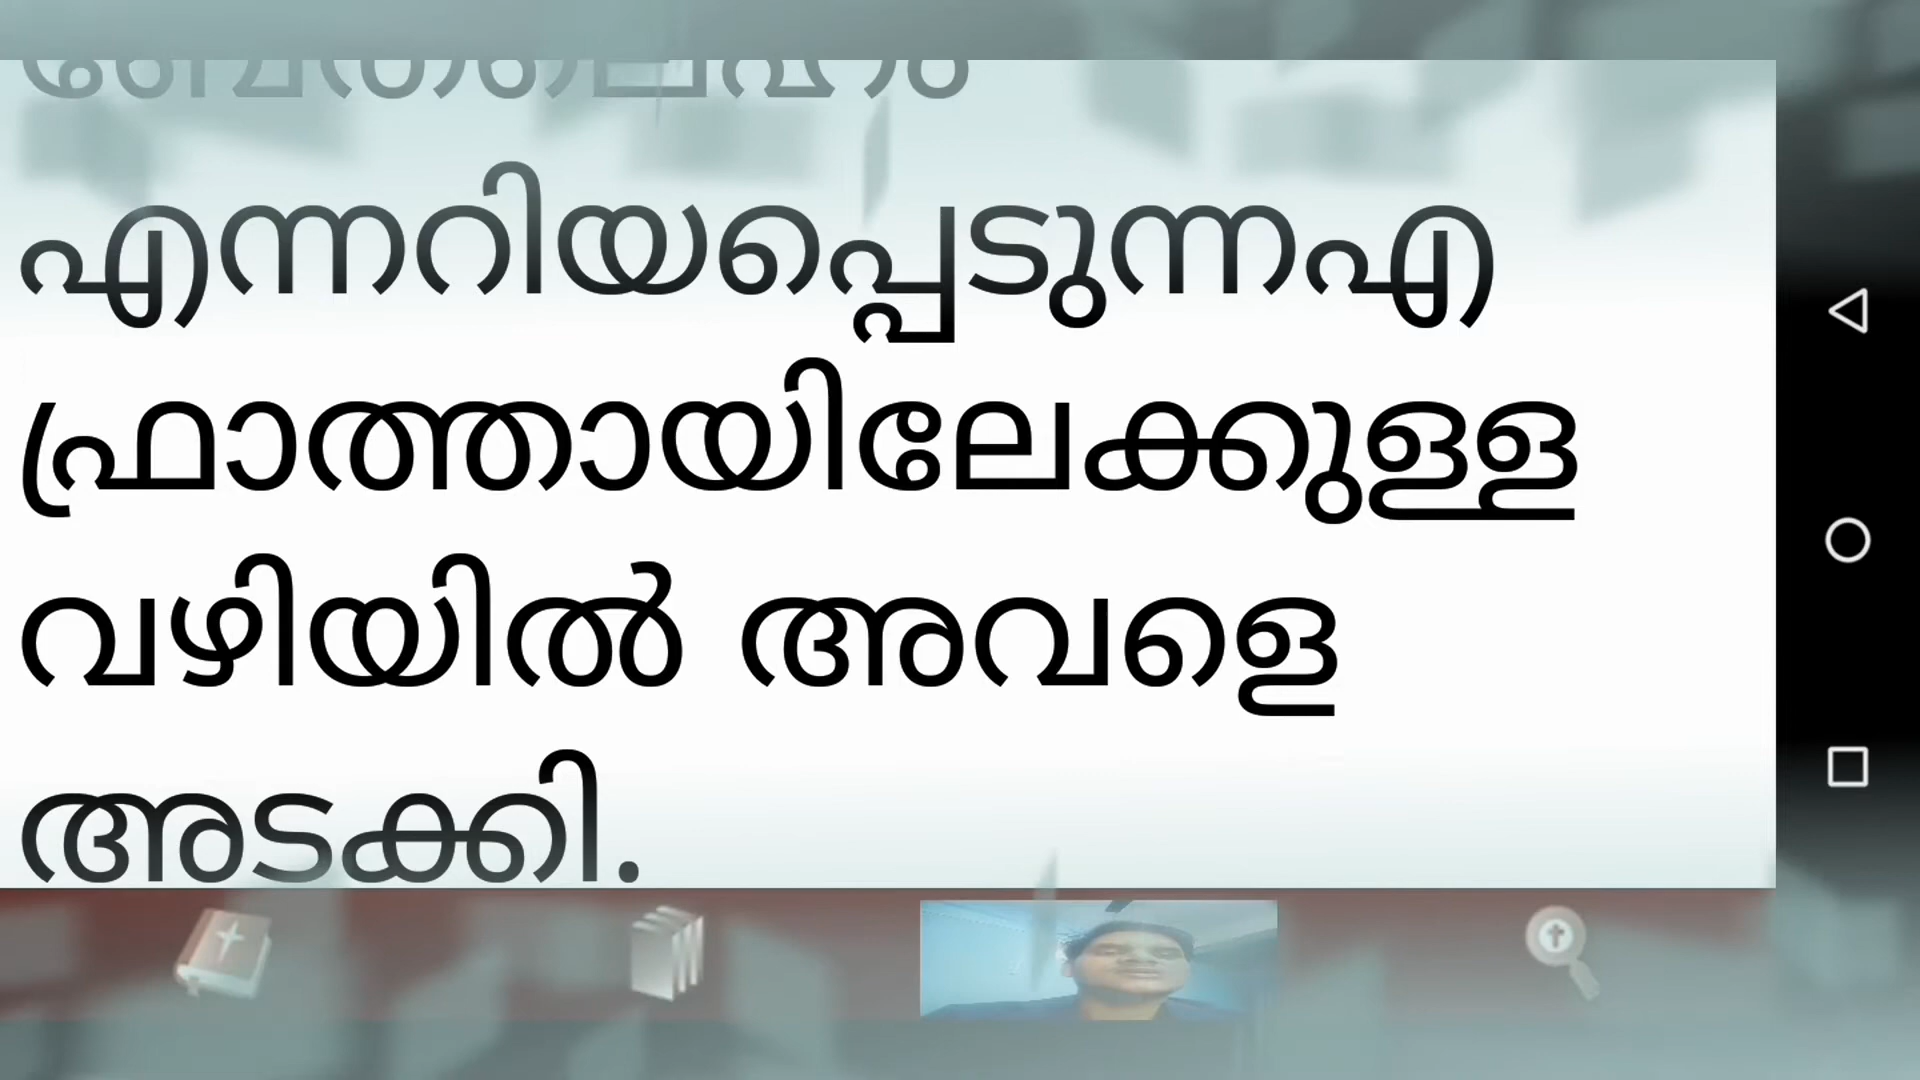 ബേത്‌ലെഹം
എന്നറിയപ്പെടുന്നഎ
ഫ്രാത്തായിലേക്കുള്ള
വഴിയിൽ അവളെ
അടക്കി.